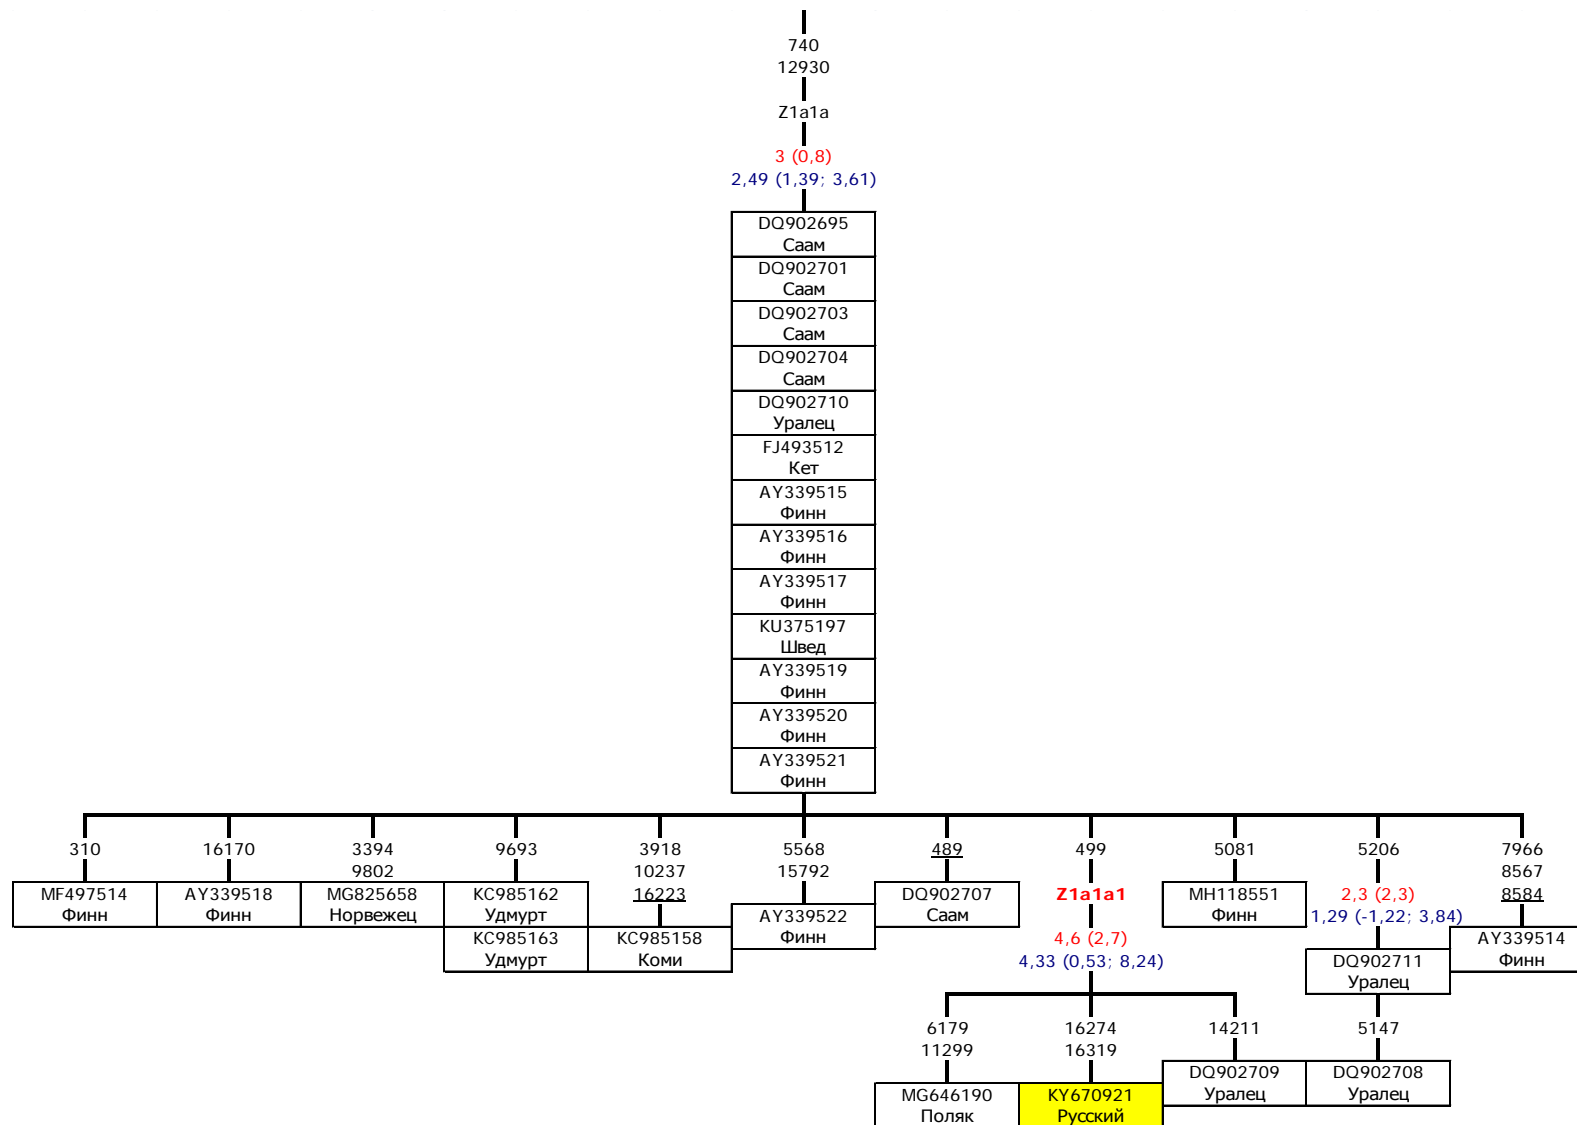 740
12930
Z1a1a
3 (0,8)
2,49 (1,39; 3,61)
DQ902695
Саам
DQ902701
Саам
DQ902703
Саам
DQ902704
Саам
DQ902710
Уралец
FJ493512
Кет
AY339515
Финн
AY339516
Финн
AY339517
Финн
KU375197
Швед
AY339519
Финн
AY339520
Финн
AY339521
Финн
310
MF497514
Финн
16170
AY339518
Финн
3394
9802
MG825658
Норвежец
9693
KC985162
Удмурт
KC985163
Удмурт
3918
10237
16223
KC985158
Коми
5568
15792
AY339522
Финн
489
DQ902707
Саам
499
Z1a1a1
4,6 (2,7)
4,33 (0,53; 8,24)
6179
11299
MG646190
Поляк
16274
16319
KY670921
Русский
14211
DQ902709
Уралец
5081
MH118551
Финн
5206
2,3 (2,3)
1,29 (-1,22; 3,84)
DQ902711
Уралец
5147
DQ902708
Уралец
7966
8567
8584
AY339514
Финн